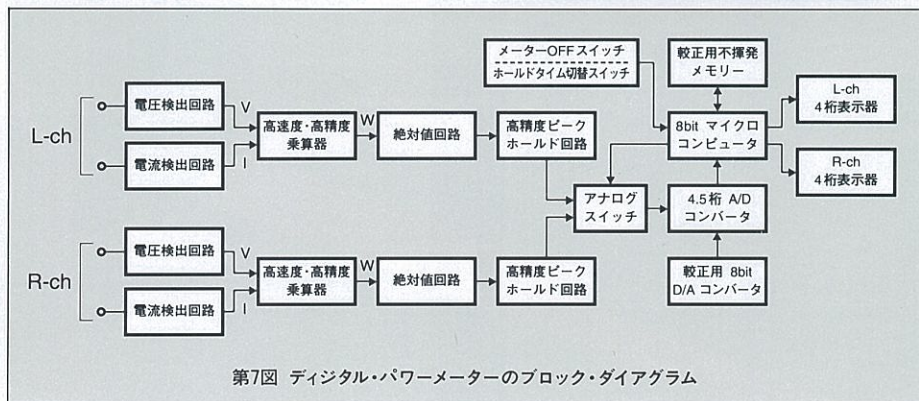 メーターOFFスイッチ
ホールドタイム切替スイッチ
較正用不揮発
メモリー
L-ch
4桁表示器
R-ch
4桁表示器
8bit マイクロ
コンピュータ
L-ch
電圧検出回路
V
電流検出回路
I
高速度・高精度
乗算器
W
絶対値回路
高精度ピーク
ホールド回路
アナログ
スイッチ
4.5桁 A/D
コンバータ
R-ch
電圧検出回路
V
電流検出回路
I
高速度・高精度
乗算器
W
絶対値回路
高精度ピーク
ホールド回路
較正用 8bit
D/A コンバータ
第7図 ディジタル・パワーメーターのブロック・ダイアグラム